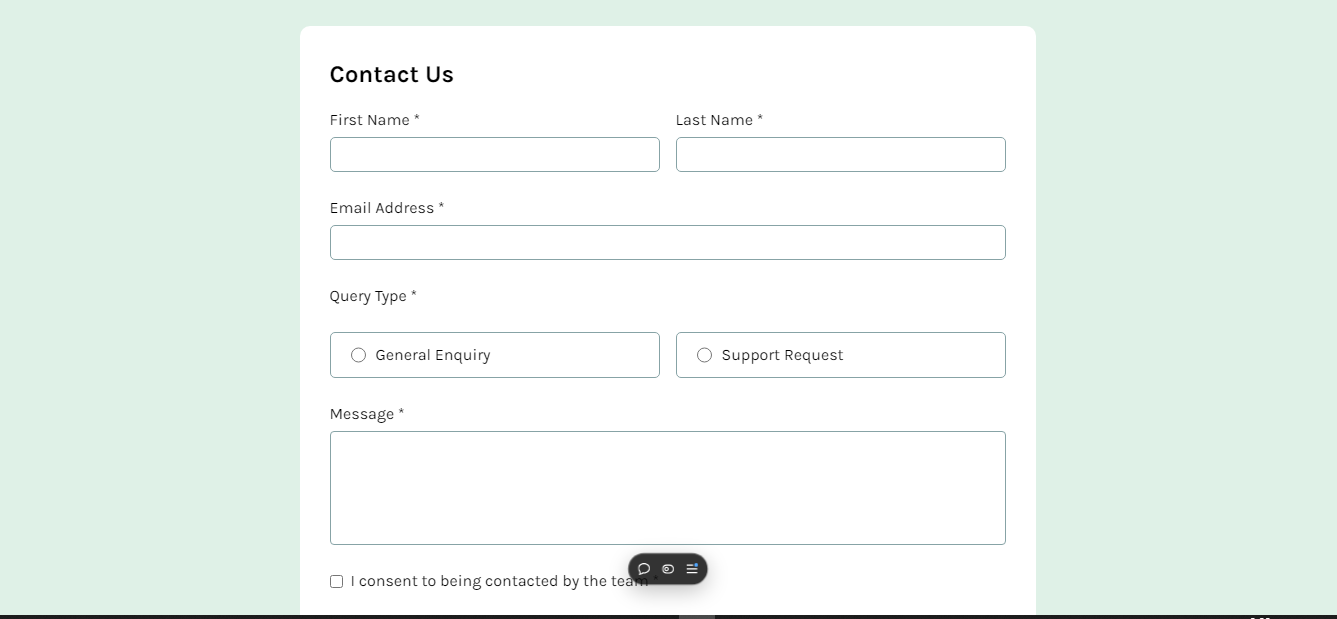 Contact Us
First Name * Last Name *
Email Address *
Query Type *
General Enquiry Support Request
Message *
I consent to being contacted by the team *